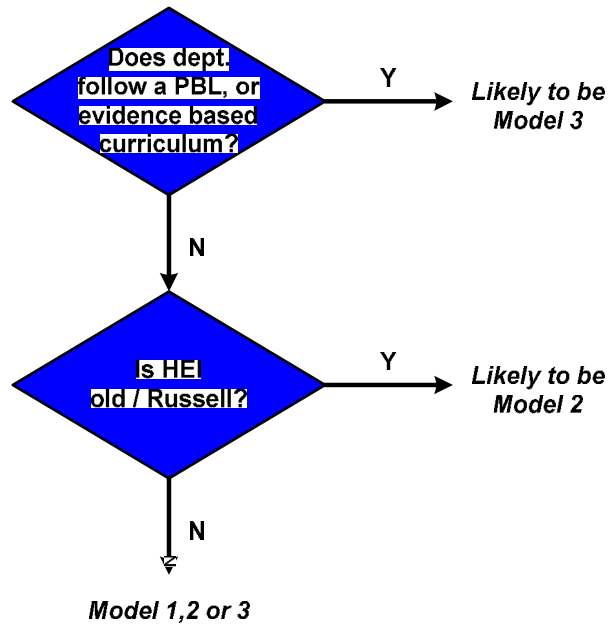 Does dept.
follow a PBL, or
evidence based
curriculum?
Y
Likely to be
Model 3
N
Is HEI
old / Russell?
Y
Likely to be
Model 2
N
Model 1,2 or 3